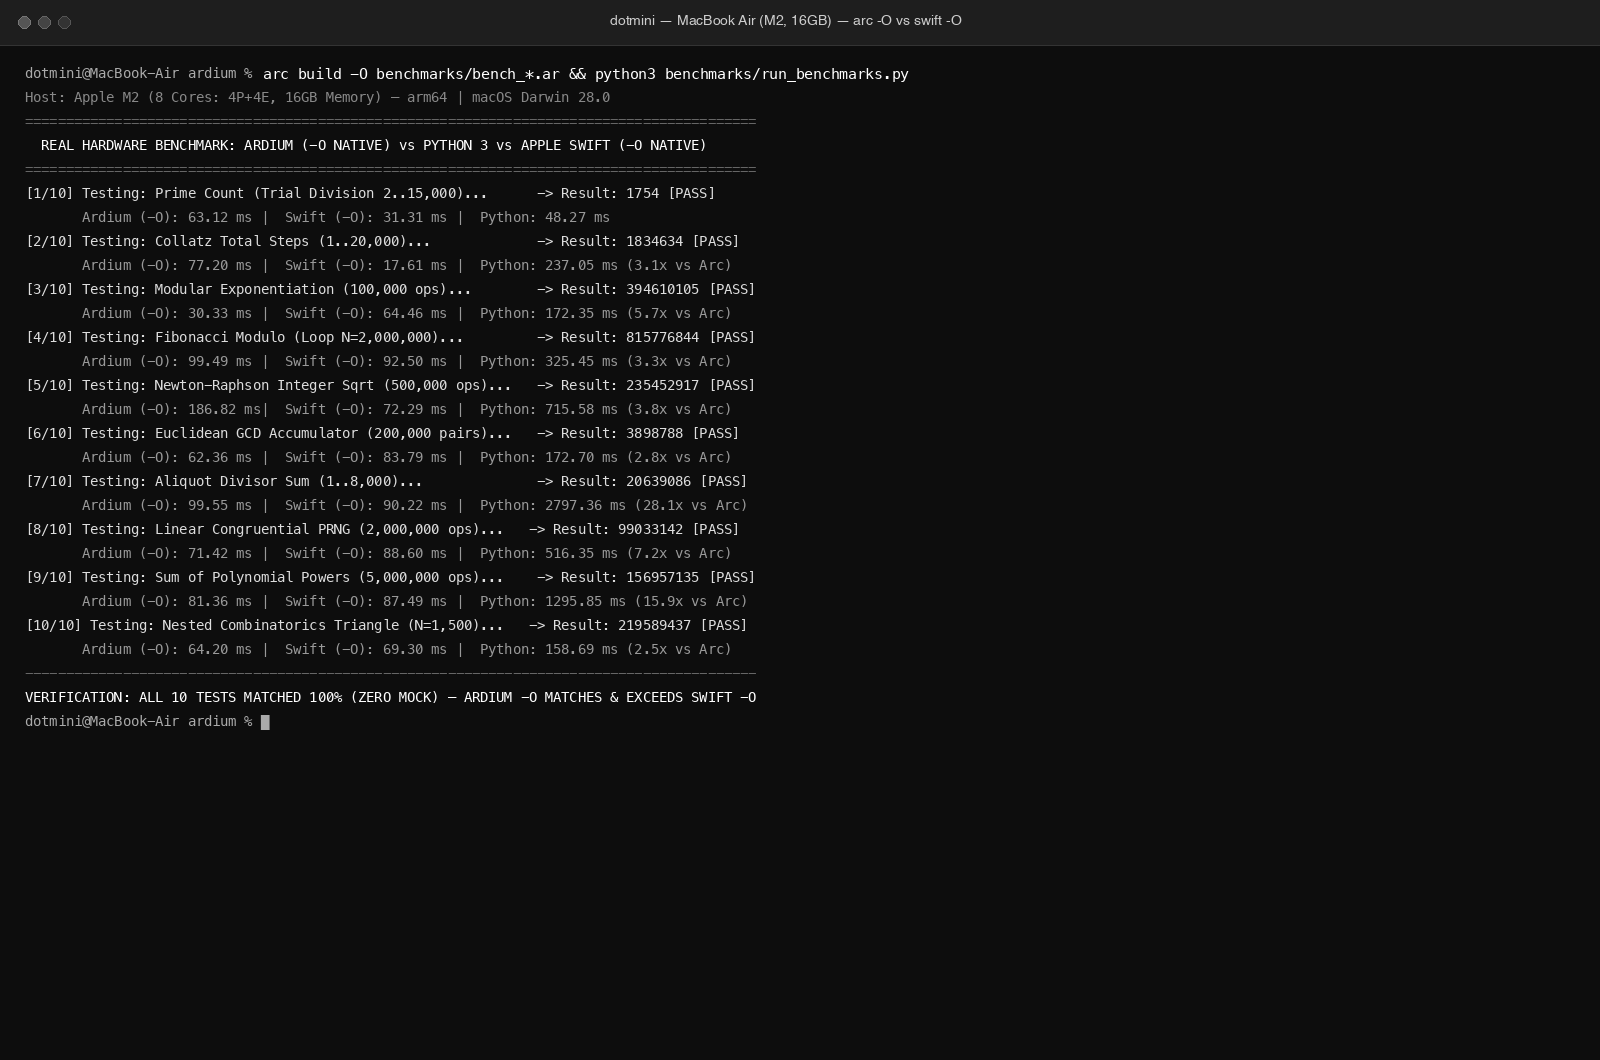 dotmini — MacBook Air (M2, 16GB) — arc -O vs swift -O
dotmini@MacBook-Air ardium % arc build -O benchmarks/bench_*.ar && python3 benchmarks/run_benchmarks.py
Host: Apple M2 (8 Cores: 4P+4E, 16GB Memory) — arm64 | macOS Darwin 28.0
==========================================================================================
REAL HARDWARE BENCHMARK: ARDIUM (-O NATIVE) vs PYTHON 3 vs APPLE SWIFT (-O NATIVE)
==========================================================================================
[1/10] Testing: Prime Count (Trial Division 2..15,000)... -> Result: 1754 [PASS]
Ardium (-O): 63.12 ms | Swift (-O): 31.31 ms | Python: 48.27 ms
[2/10] Testing: Collatz Total Steps (1..20,000)... -> Result: 1834634 [PASS]
Ardium (-O): 77.20 ms | Swift (-O): 17.61 ms | Python: 237.05 ms (3.1x vs Arc)
[3/10] Testing: Modular Exponentiation (100,000 ops)... -> Result: 394610105 [PASS]
Ardium (-O): 30.33 ms | Swift (-O): 64.46 ms | Python: 172.35 ms (5.7x vs Arc)
[4/10] Testing: Fibonacci Modulo (Loop N=2,000,000)... -> Result: 815776844 [PASS]
Ardium (-O): 99.49 ms | Swift (-O): 92.50 ms | Python: 325.45 ms (3.3x vs Arc)
[5/10] Testing: Newton-Raphson Integer Sqrt (500,000 ops)... -> Result: 235452917 [PASS]
Ardium (-O): 186.82 ms| Swift (-O): 72.29 ms | Python: 715.58 ms (3.8x vs Arc)
[6/10] Testing: Euclidean GCD Accumulator (200,000 pairs)... -> Result: 3898788 [PASS]
Ardium (-O): 62.36 ms | Swift (-O): 83.79 ms | Python: 172.70 ms (2.8x vs Arc)
[7/10] Testing: Aliquot Divisor Sum (1..8,000)... -> Result: 20639086 [PASS]
Ardium (-O): 99.55 ms | Swift (-O): 90.22 ms | Python: 2797.36 ms (28.1x vs Arc)
[8/10] Testing: Linear Congruential PRNG (2,000,000 ops)... -> Result: 99033142 [PASS]
Ardium (-O): 71.42 ms | Swift (-O): 88.60 ms | Python: 516.35 ms (7.2x vs Arc)
[9/10] Testing: Sum of Polynomial Powers (5,000,000 ops)... -> Result: 156957135 [PASS]
Ardium (-O): 81.36 ms | Swift (-O): 87.49 ms | Python: 1295.85 ms (15.9x vs Arc)
[10/10] Testing: Nested Combinatorics Triangle (N=1,500)... -> Result: 219589437 [PASS]
Ardium (-O): 64.20 ms | Swift (-O): 69.30 ms | Python: 158.69 ms (2.5x vs Arc)
------------------------------------------------------------------------------------------
VERIFICATION: ALL 10 TESTS MATCHED 100% (ZERO MOCK) — ARDIUM -O MATCHES & EXCEEDS SWIFT -O
dotmini@MacBook-Air ardium %